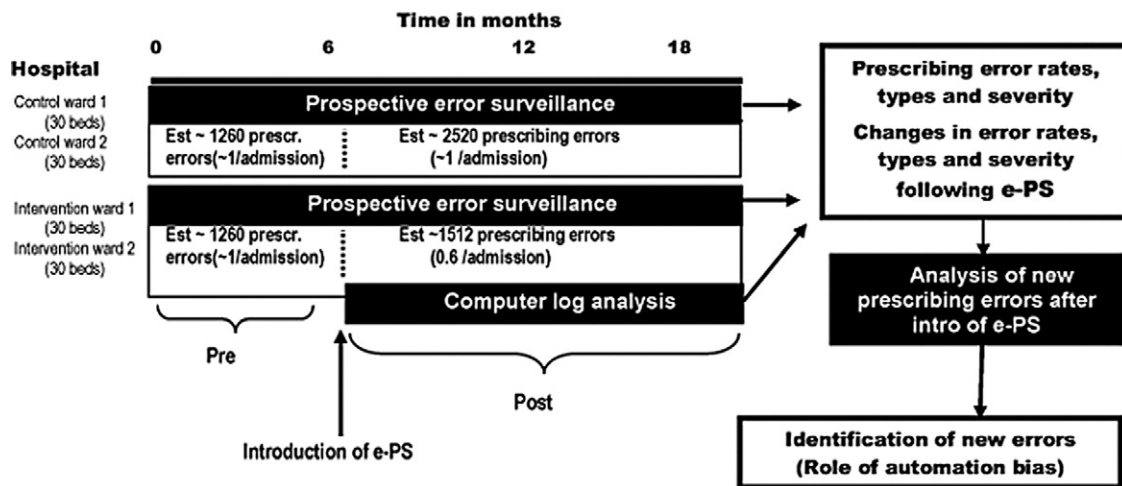 Time in months
0 6 12 18
Hospital
Control ward 1
(30 beds)
Control ward 2
(30 beds)
Prospective error surveillance
Est ~ 1260 prescr.
errors(~1/admission)
Est ~ 2520 prescribing errors
(~1 /admission)
Intervention ward 1
(30 beds)
Intervention ward 2
(30 beds)
Prospective error surveillance
Est ~ 1260 prescr.
errors(~1/admission)
Est ~1512 prescribing errors
(0.6 /admission)
Computer log analysis
Pre
Post
Introduction of e-PS
Prescribing error rates,
types and severity
Changes in error rates,
types and severity
following e-PS
Analysis of new
prescribing errors after
intro of e-PS
Identification of new errors
(Role of automation bias)